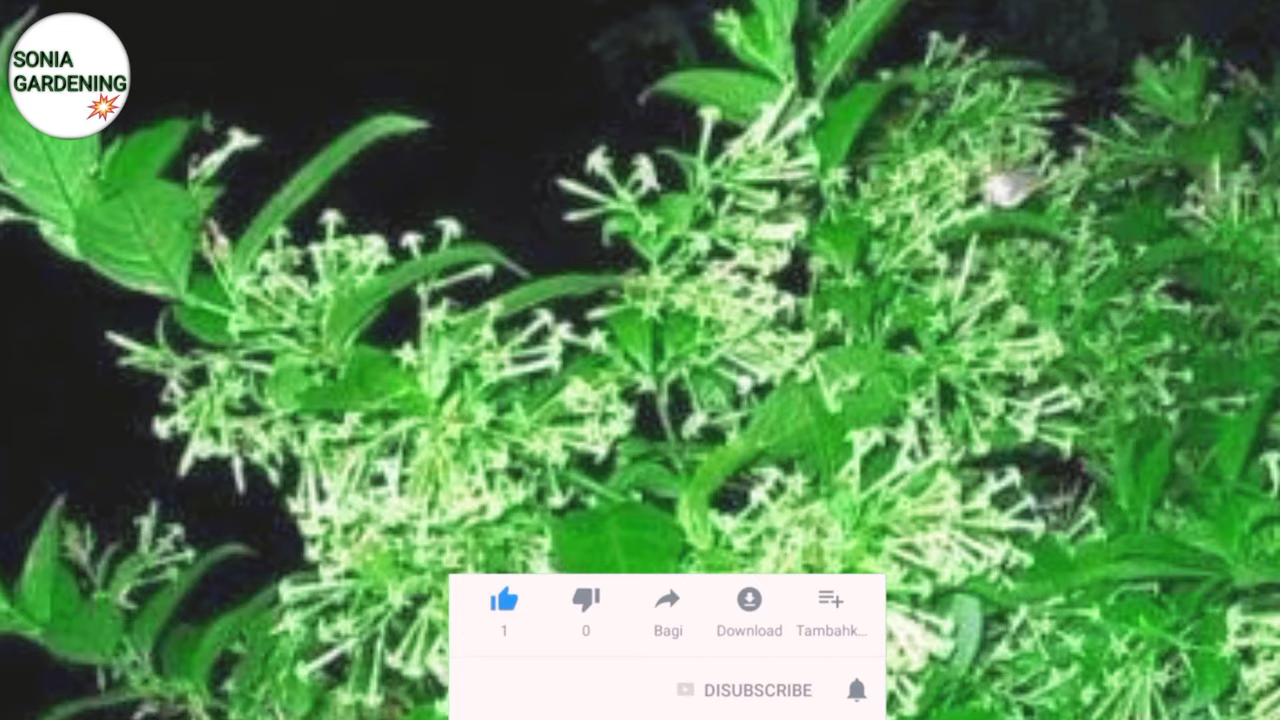 SONIA
GARDENING
1
0
Bagi
Download
Tambahk...
DISUBSCRIBE